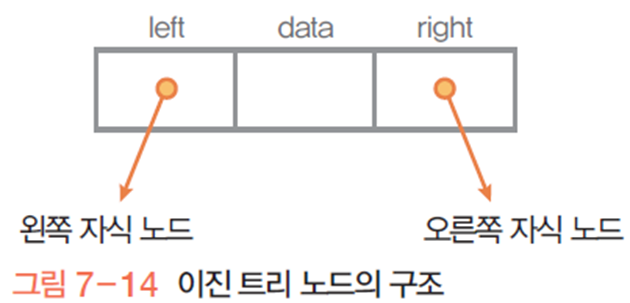 left data right
왼쪽 자식 노드 오른쪽 자식 노드
그림 7-14 이진 트리 노드의 구조